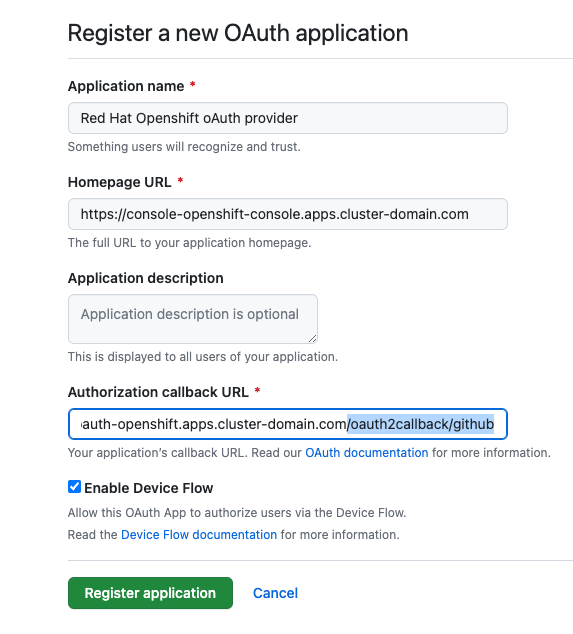 Register a new OAuth application
Application name *
Red Hat Openshift oAuth provider
Something users will recognize and trust.
Homepage URL *
https://console-openshift-console.apps.cluster-domain.com
The full URL to your application homepage.
Application description
Application description is optional
This is displayed to all users of your application.
Authorization callback URL *
auth-openshift.apps.cluster-domain.com/oauth2callback/github
Your application’s callback URL. Read our OAuth documentation for more information.
Enable Device Flow
Allow this OAuth App to authorize users via the Device Flow.
Read the Device Flow documentation for more information.
Register application Cancel